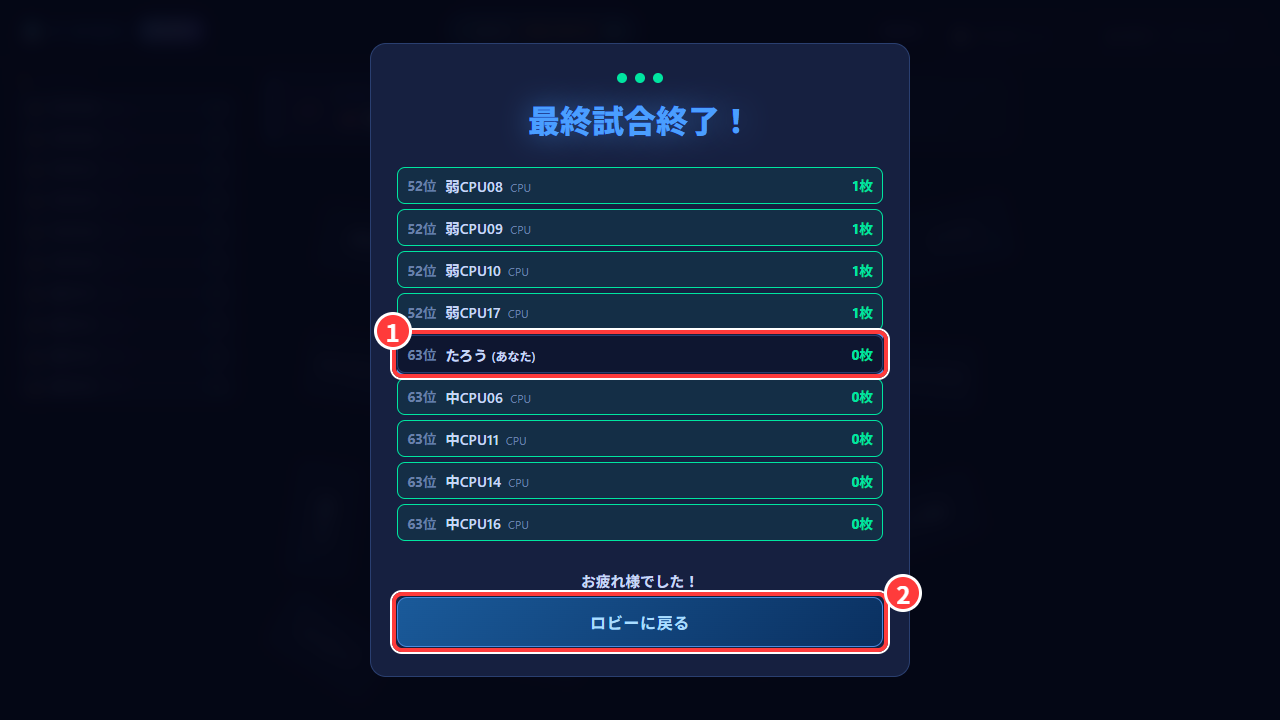 最終試合終了！
52位 弱CPU08 CPU 1枚
52位 弱CPU09 CPU 1枚
52位 弱CPU10 CPU 1枚
52位 弱CPU17 CPU 1枚
1
63位 たろう (あなた) 0枚
63位 中CPU06 CPU 0枚
63位 中CPU11 CPU 0枚
63位 中CPU14 CPU 0枚
63位 中CPU16 CPU 0枚
お疲れ様でした！
2
ロビーに戻る